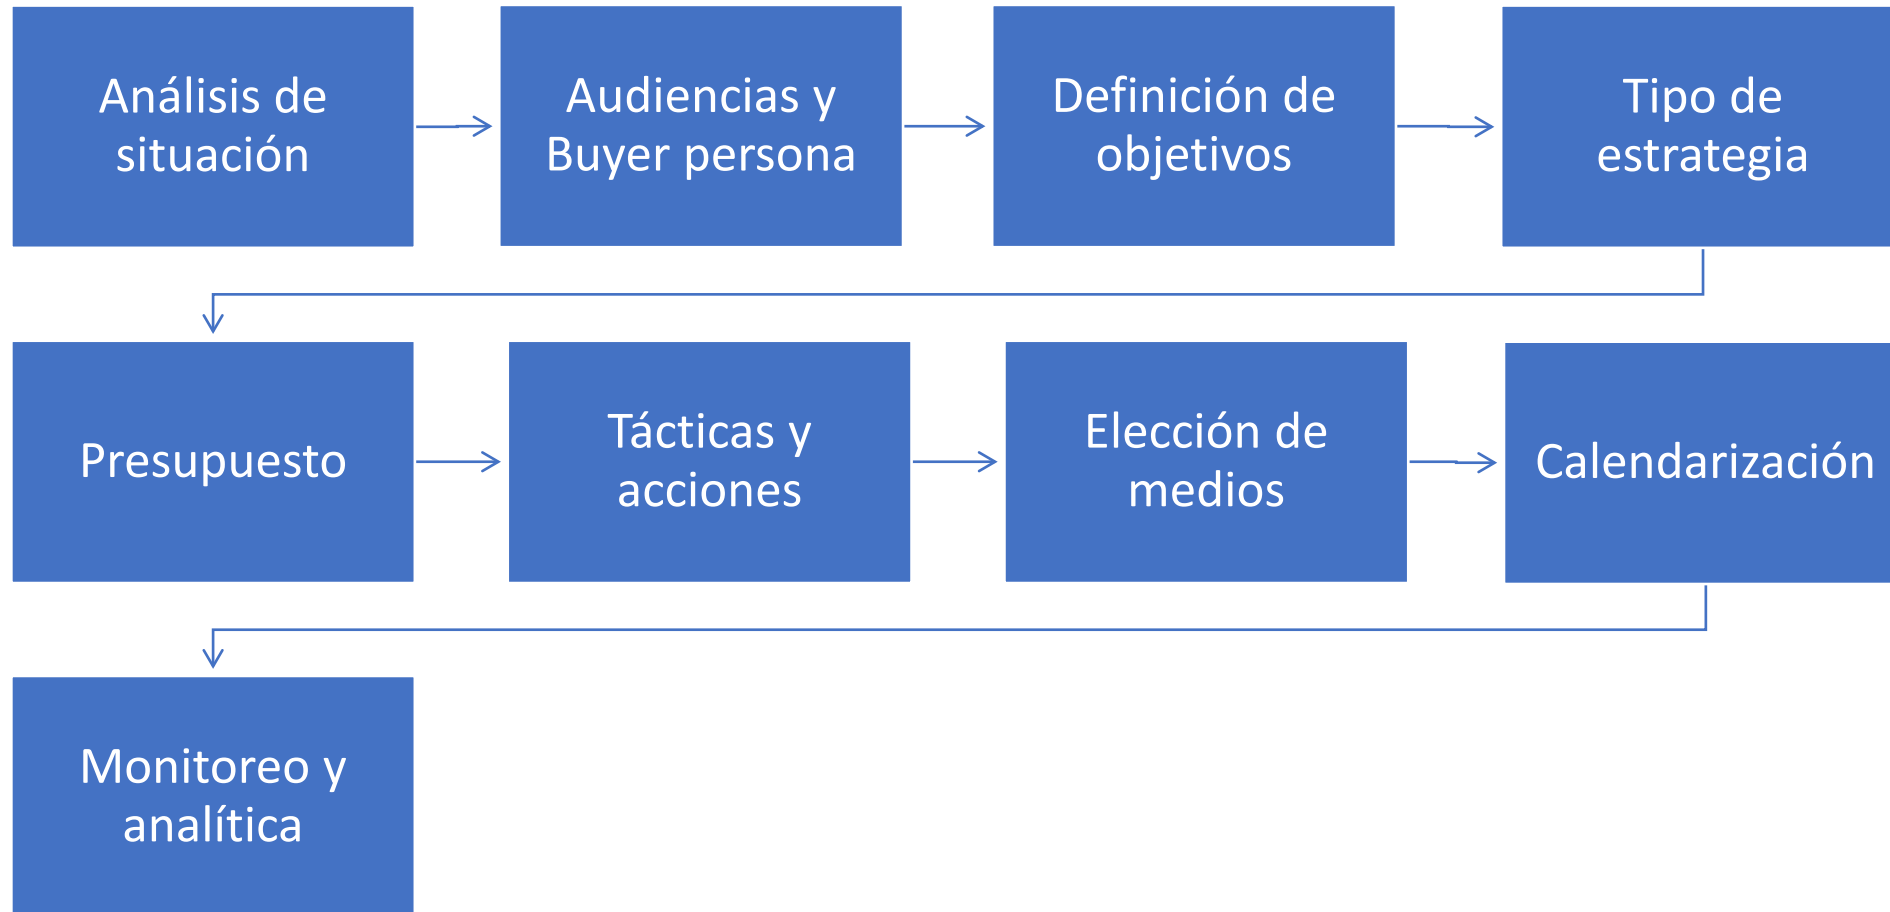 Análisis de
situación
Audiencias y
Buyer persona
Definición de
objetivos
Tipo de
estrategia
Presupuesto
Tácticas y
acciones
Elección de
medios
Calendarización
Monitoreo y
analítica